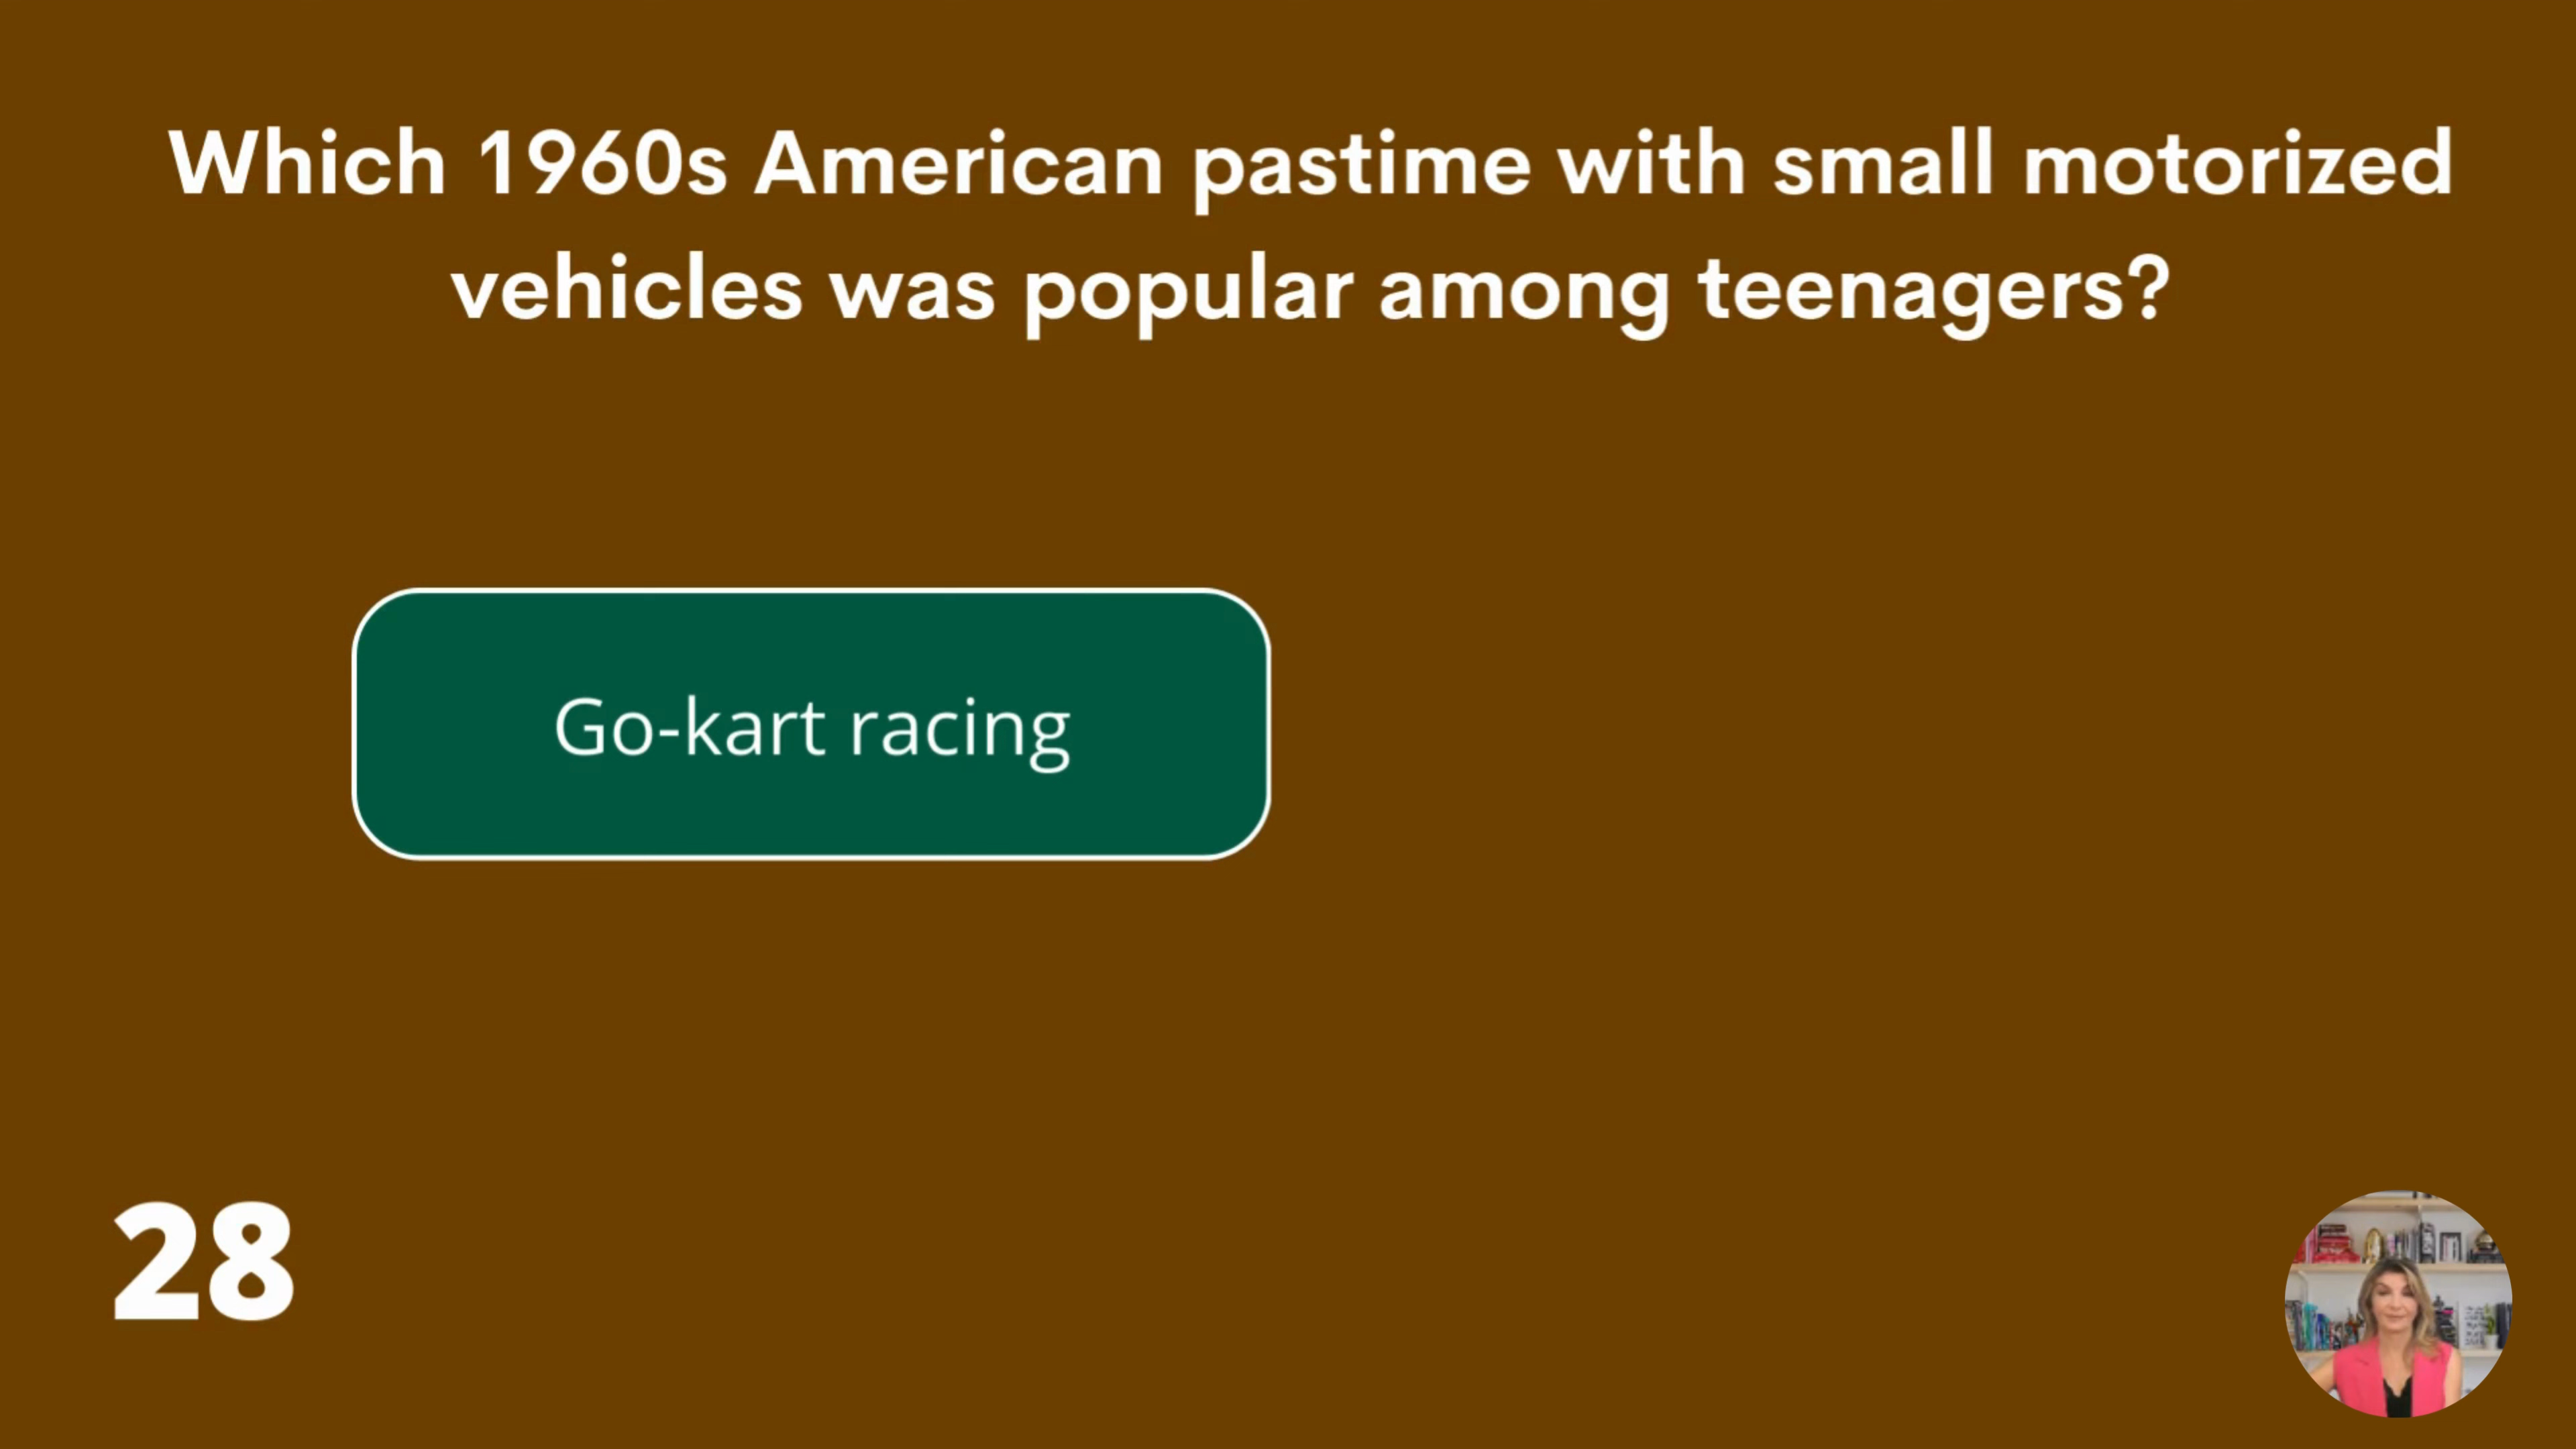 Which 1960s American pastime with small motorized
vehicles was popular among teenagers?
Go-kart racing
28